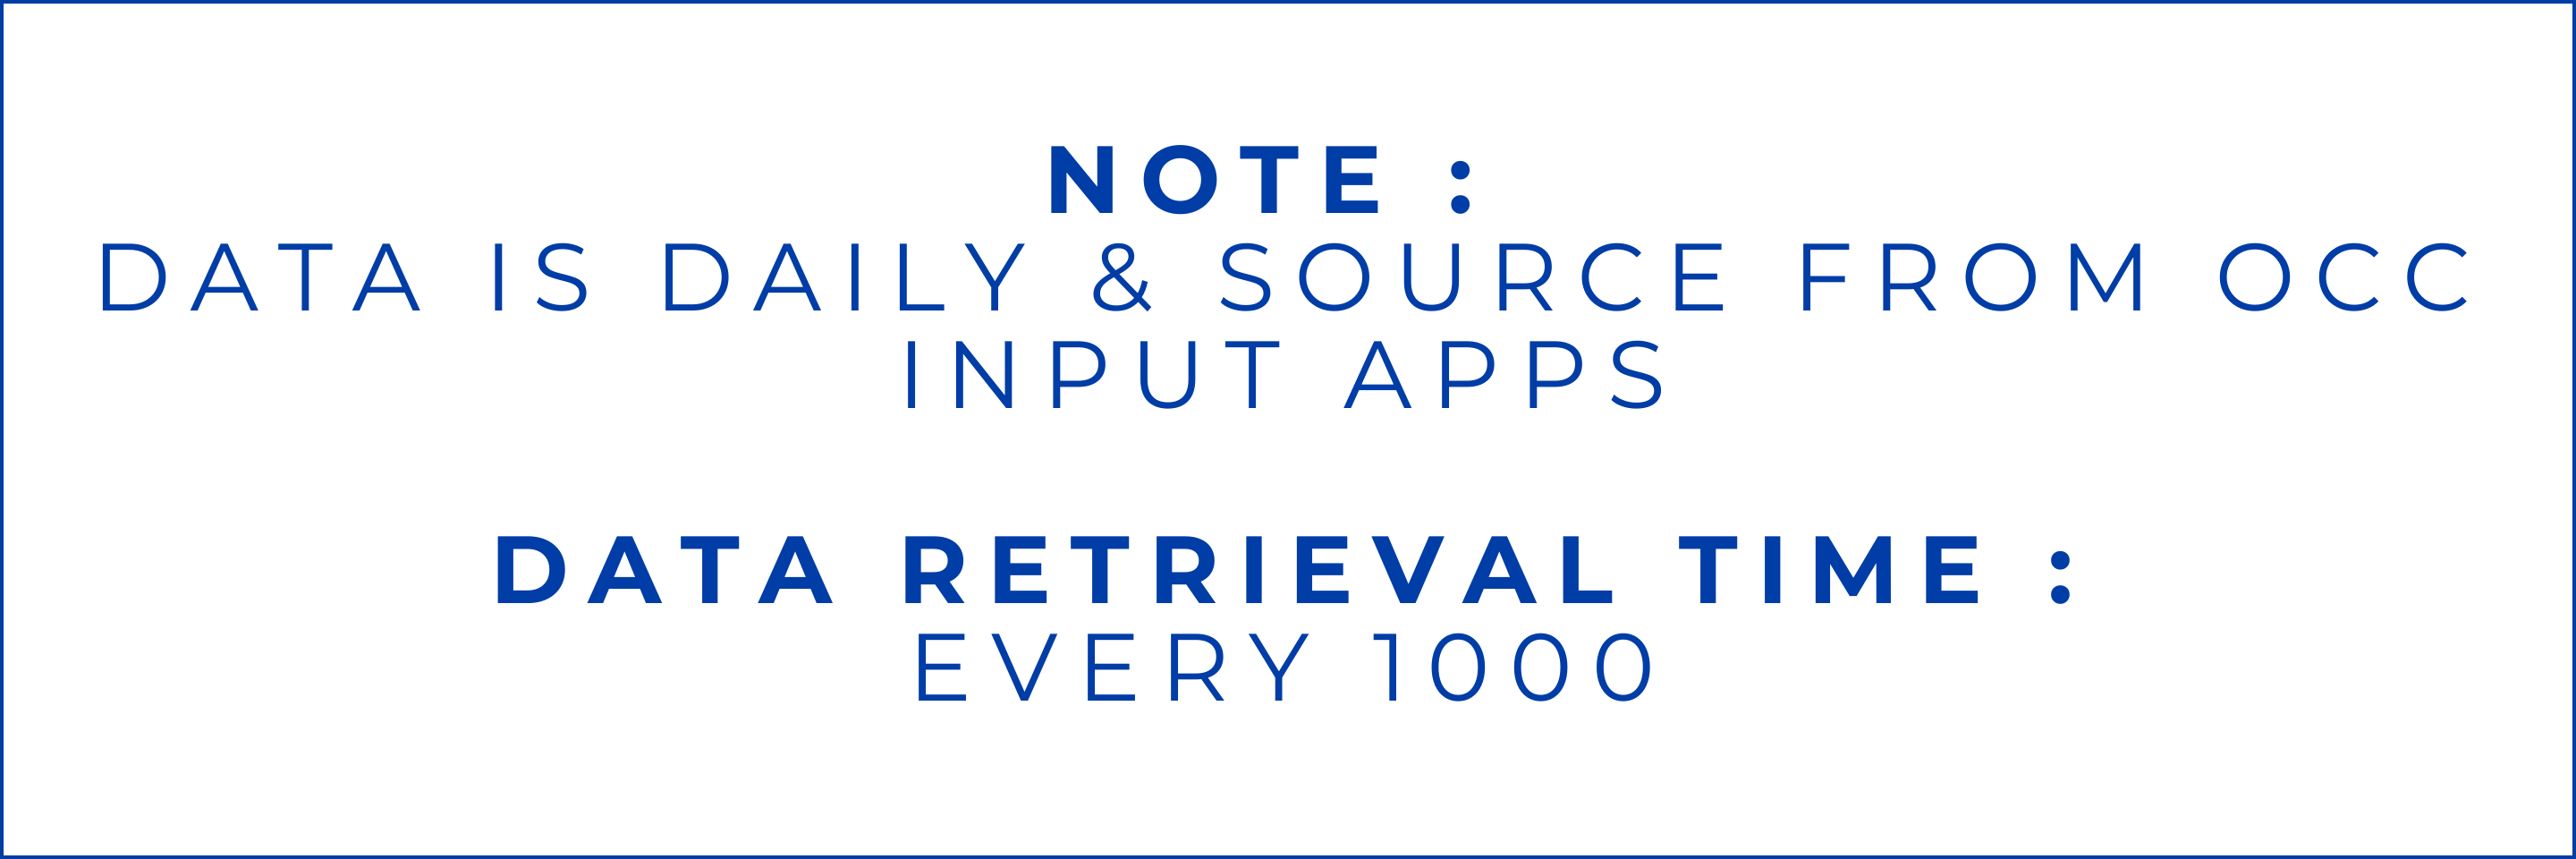 NOTE :
DATA IS DAILY & SOURCE FROM OCC
INPUT APPS
DATA RETRIEVAL TIME :
EVERY 1000